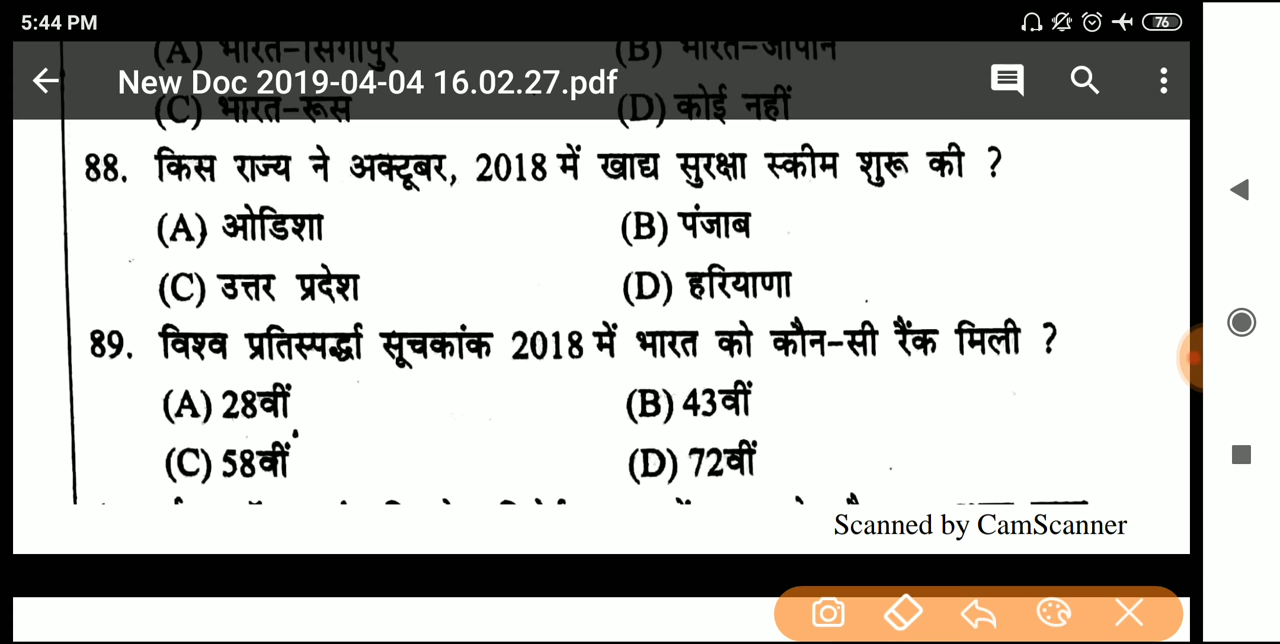 5:44 PM
76
(A) भारत-सिंगापुर (B) भारत-जापान
New Doc 2019-04-04 16.02.27.pdf
(C) भारत-रूस (D) कोई नहीं
88. किस राज्य ने अक्टूबर, 2018 में खाद्य सुरक्षा स्कीम शुरू की ?
(A) ओडिशा (B) पंजाब
(C) उत्तर प्रदेश (D) हरियाणा
89. विश्व प्रतिस्पर्द्धा सूचकांक 2018 में भारत को कौन-सी रैंक मिली ?
(A) 28वीं (B) 43वीं
(C) 58वीं (D) 72वीं
Scanned by CamScanner